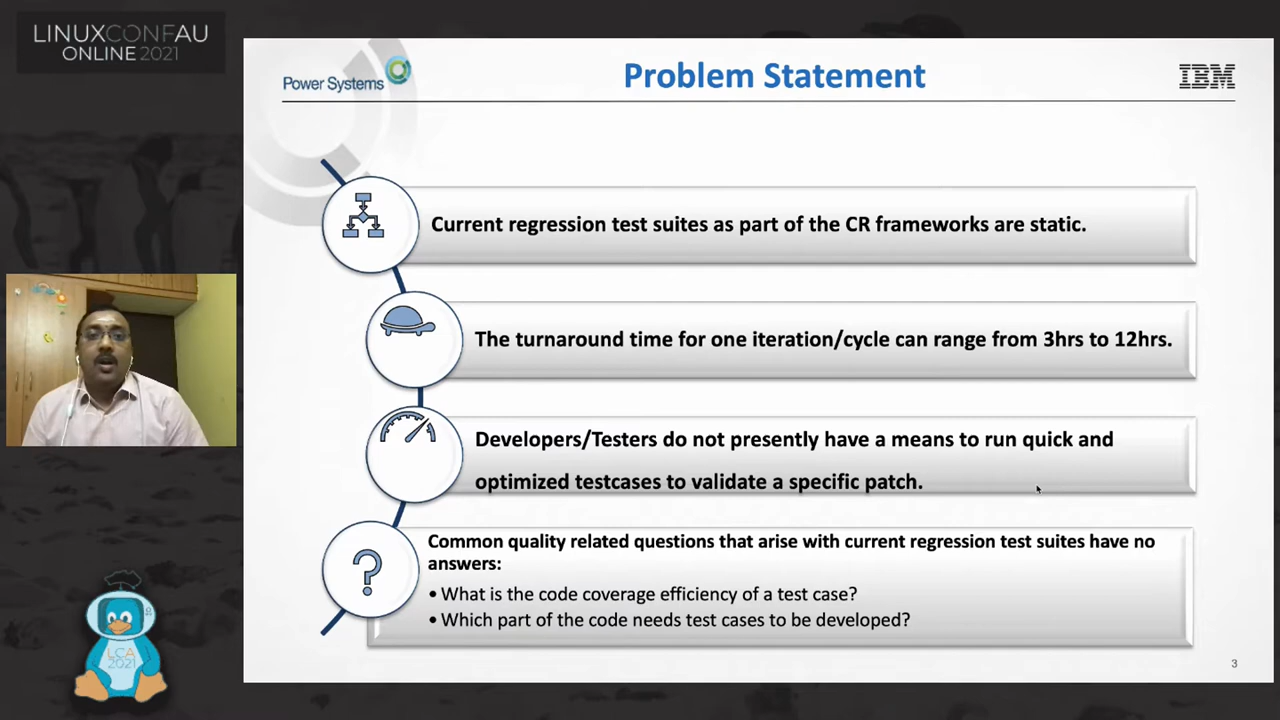 LINUXCONFAU
ONLINE 2021
Power Systems
Problem Statement
IBM
Current regression test suites as part of the CR frameworks are static.
The turnaround time for one iteration/cycle can range from 3hrs to 12hrs.
Developers/Testers do not presently have a means to run quick and
optimized testcases to validate a specific patch.
Common quality related questions that arise with current regression test suites have no
answers:
• What is the code coverage efficiency of a test case?
• Which part of the code needs test cases to be developed?
LCA
2021
3